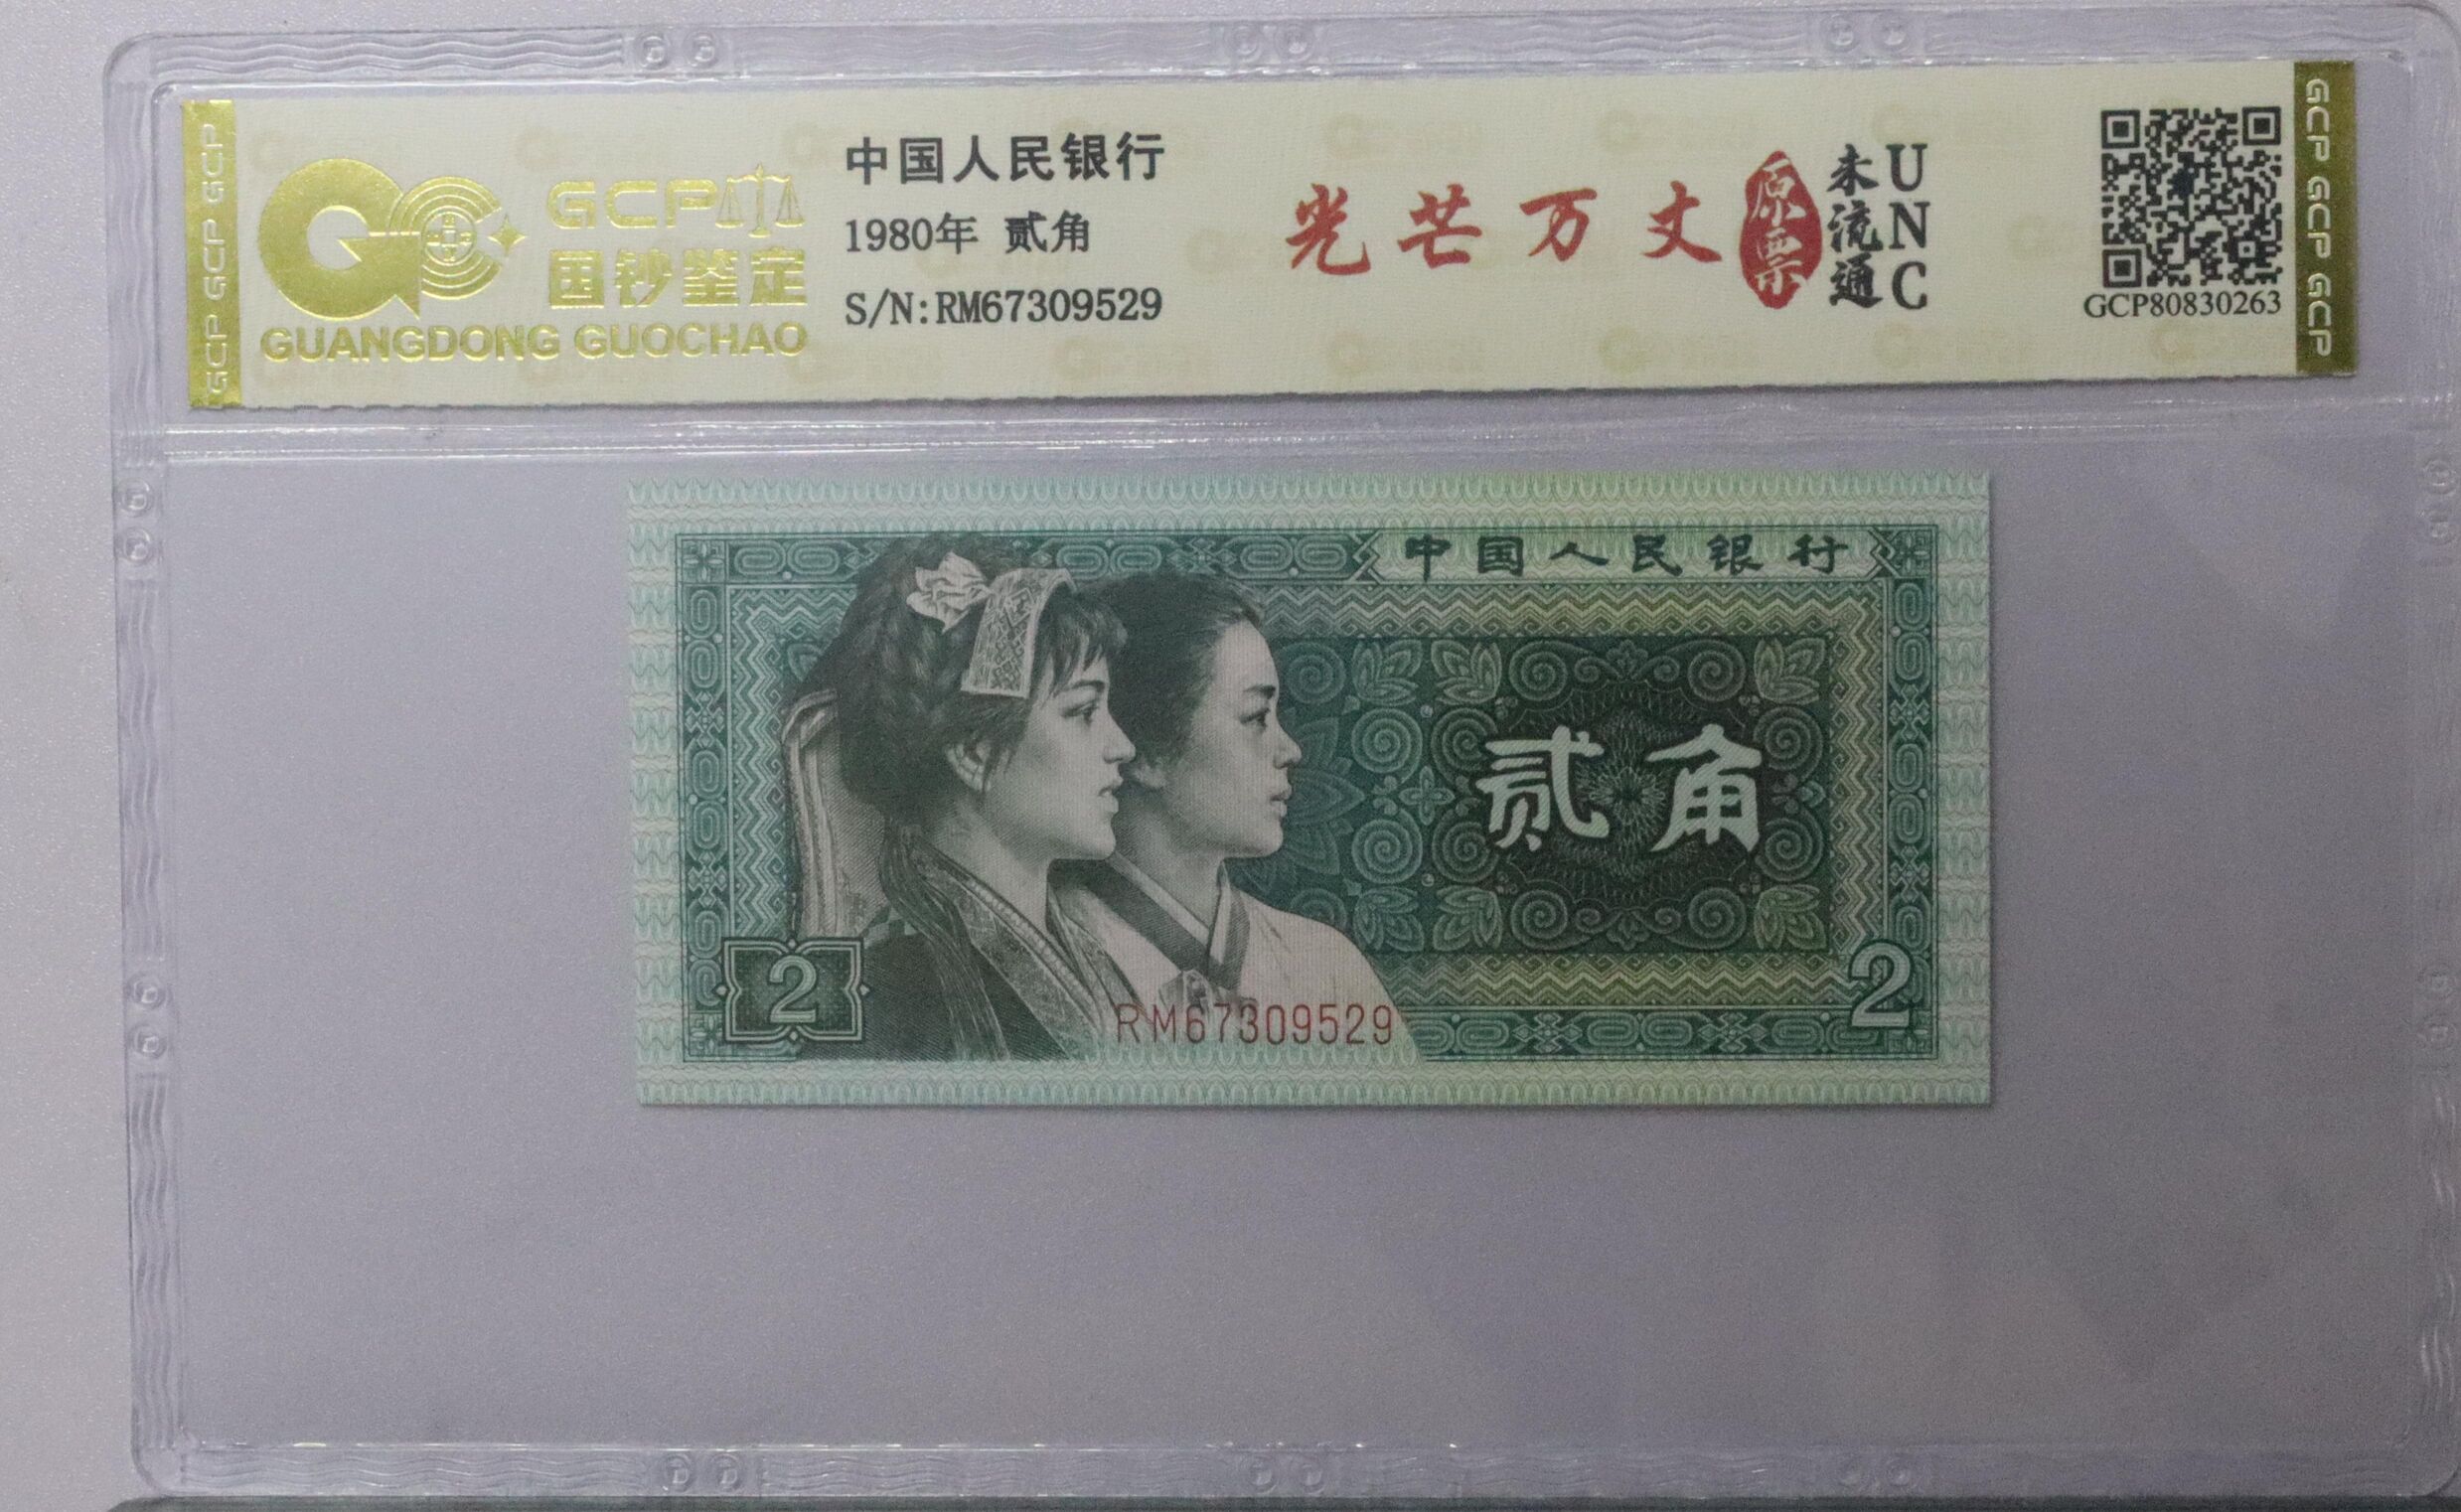 GCP GCP GCP
GCP
国钞鉴定
GUANGDONG GUOCHAO
中国人民银行
1980年 贰角
S/N:RM67309529
光芒万丈
原票
未流通
UNC
GCP80830263
GCP GCP GCP
中国人民银行
贰角
2
RM67309529
2